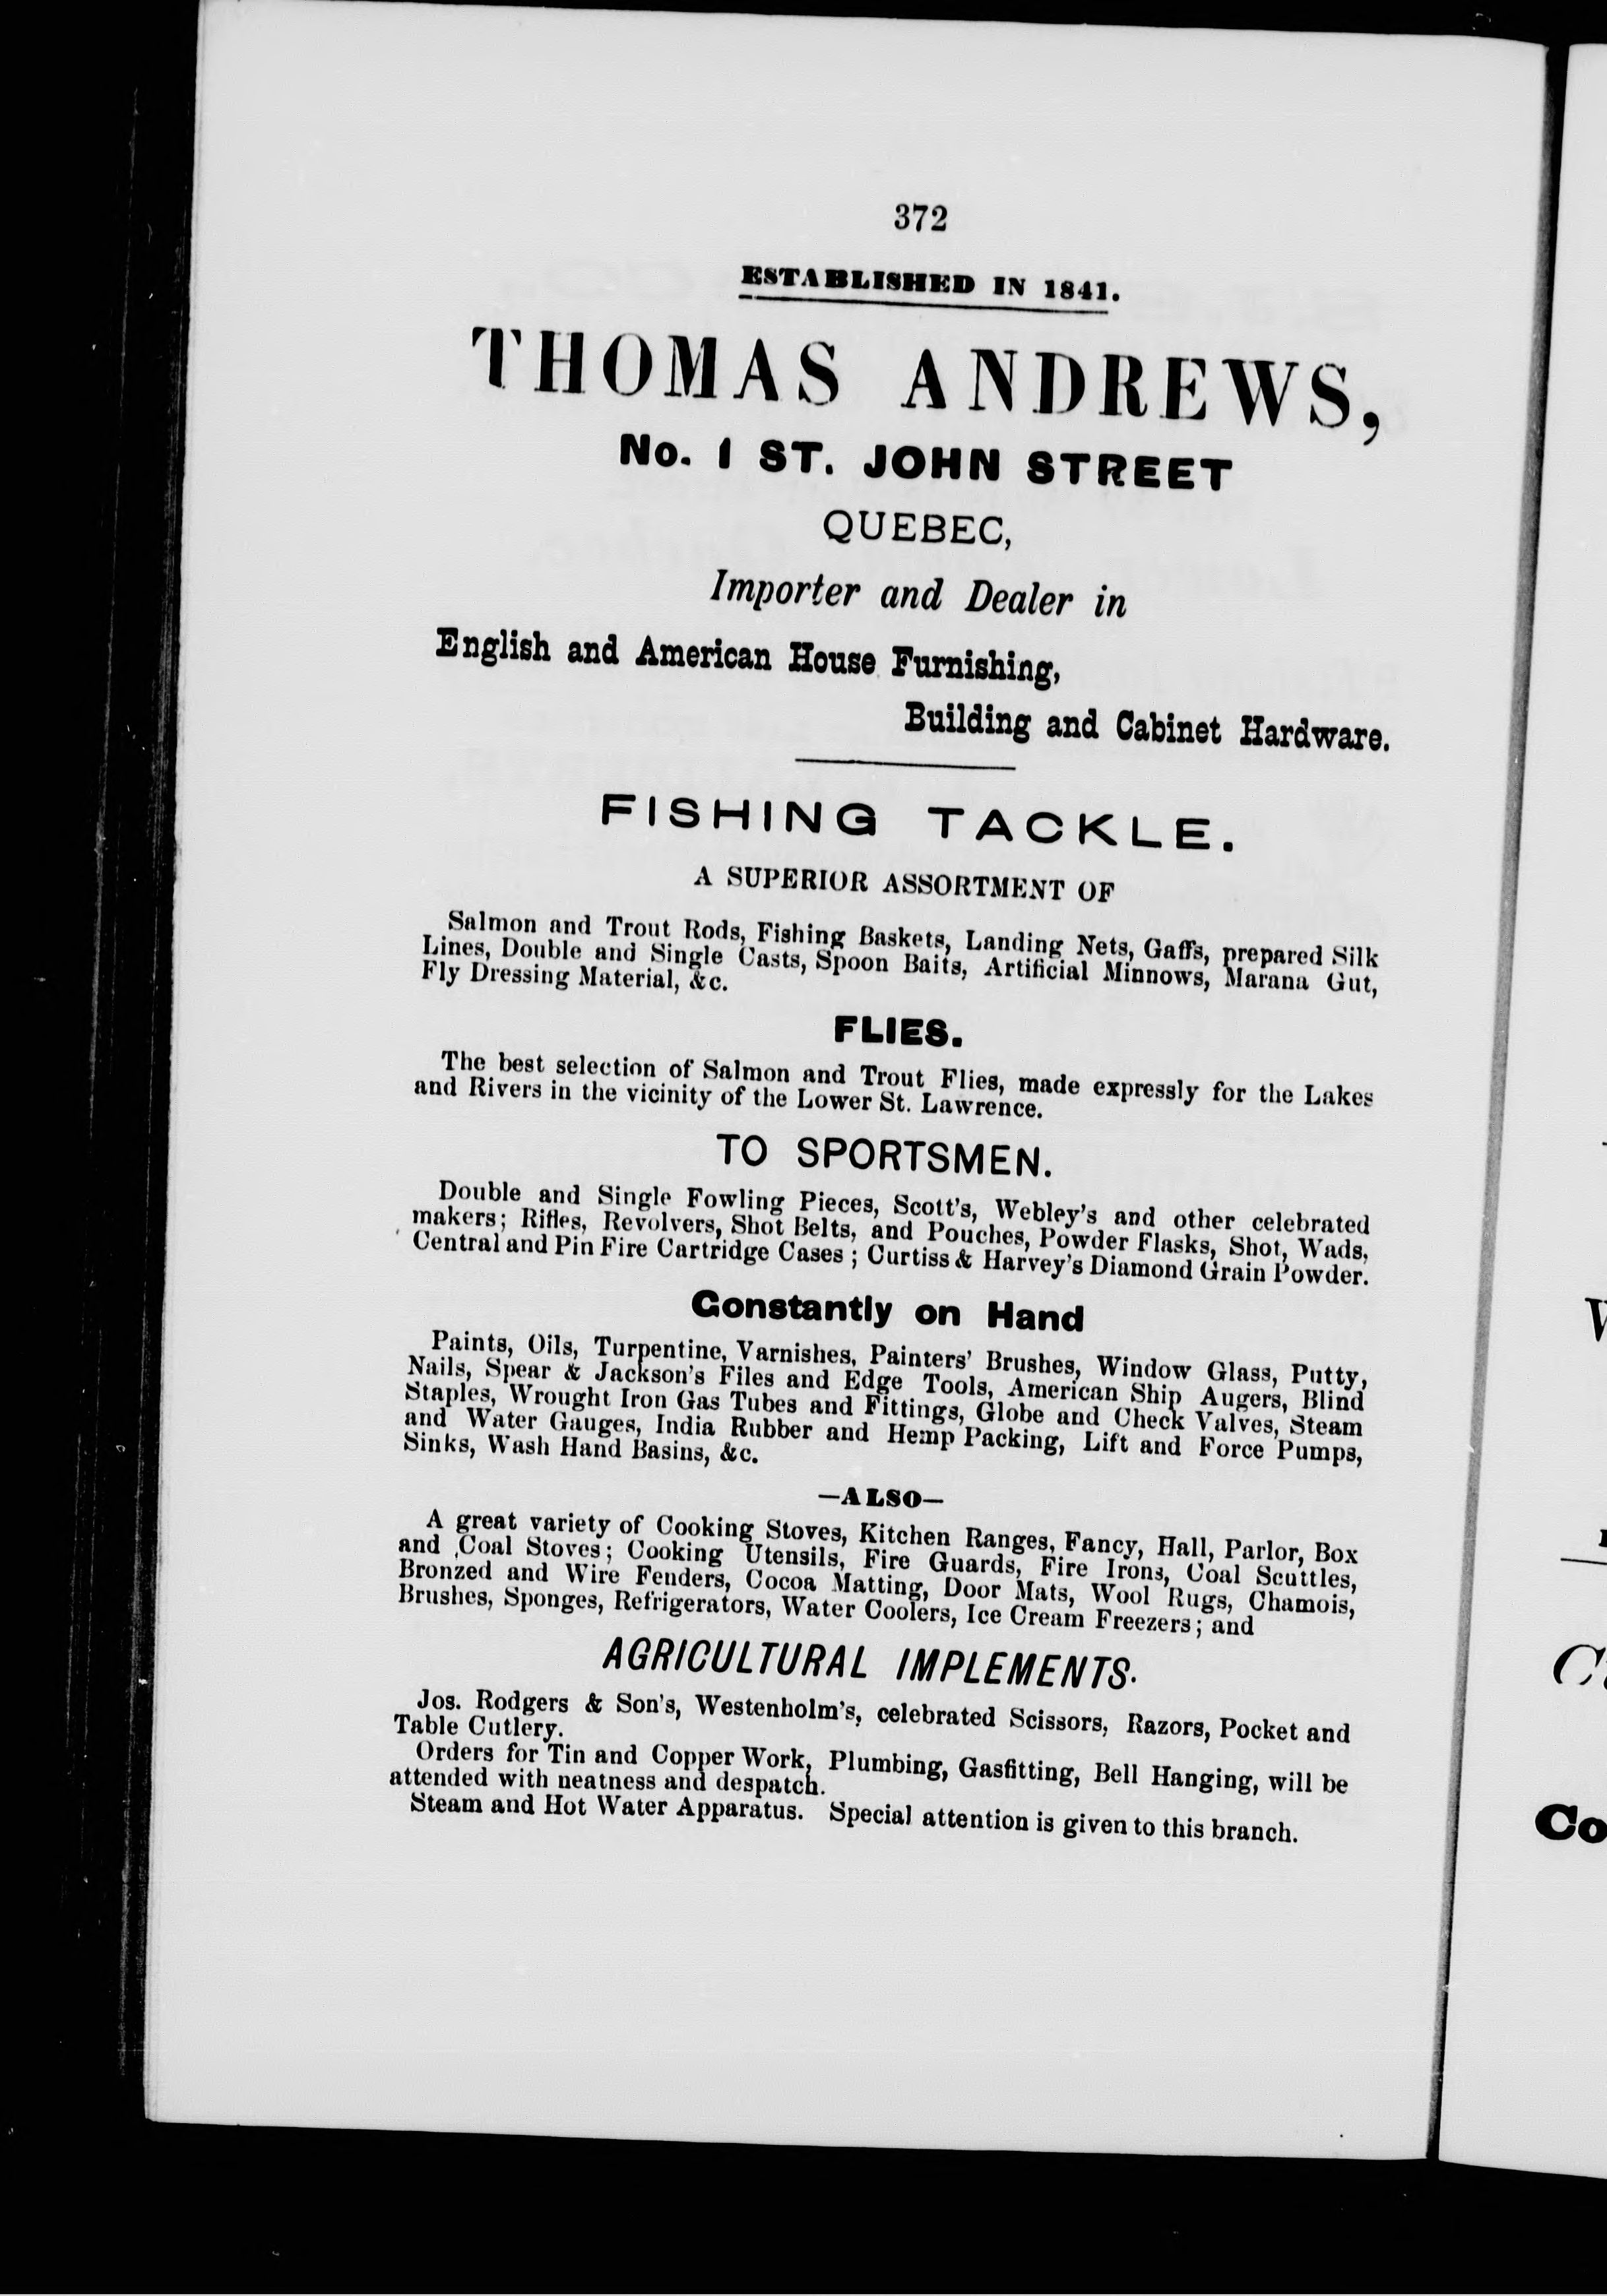 372
ESTABLISHED IN 1841.
THOMAS ANDREWS,
No. 1 ST. JOHN STREET
QUEBEC,
Importer and Dealer in
English and American House Furnishing,
Building and Cabinet Hardware.
FISHING TACKLE.
A SUPERIOR ASSORTMENT OF
Salmon and Trout Rods, Fishing Baskets, Landing Nets, Gaffs, prepared Silk
Lines, Double and Single Casts, Spoon Baits, Artificial Minnows, Marana Gut,
Fly Dressing Material, &c.
FLIES.
The best selection of Salmon and Trout Flies, made expressly for the Lakes
and Rivers in the vicinity of the Lower St. Lawrence.
TO SPORTSMEN.
Double and Single Fowling Pieces, Scott's, Webley's and other celebrated
makers; Rifles, Revolvers, Shot Belts, and Pouches, Powder Flasks, Shot, Wads,
Central and Pin Fire Cartridge Cases; Curtiss & Harvey's Diamond Grain Powder.
Constantly on Hand
Paints, Oils, Turpentine, Varnishes, Painters' Brushes, Window Glass, Putty,
Nails, Spear & Jackson's Files and Edge Tools, American Ship Augers, Blind
Staples, Wrought Iron Gas Tubes and Fittings, Globe and Check Valves, Steam
and Water Gauges, India Rubber and Hemp Packing, Lift and Force Pumps,
Sinks, Wash Hand Basins, &c.
—ALSO—
A great variety of Cooking Stoves, Kitchen Ranges, Fancy, Hall, Parlor, Box
and Coal Stoves; Cooking Utensils, Fire Guards, Fire Irons, Coal Scuttles,
Bronzed and Wire Fenders, Cocoa Matting, Door Mats, Wool Rugs, Chamois,
Brushes, Sponges, Refrigerators, Water Coolers, Ice Cream Freezers; and
AGRICULTURAL IMPLEMENTS.
Jos. Rodgers & Son's, Westenholm's, celebrated Scissors, Razors, Pocket and
Table Cutlery.
Orders for Tin and Copper Work, Plumbing, Gasfitting, Bell Hanging, will be
attended with neatness and despatch.
Steam and Hot Water Apparatus. Special attention is given to this branch.
Co